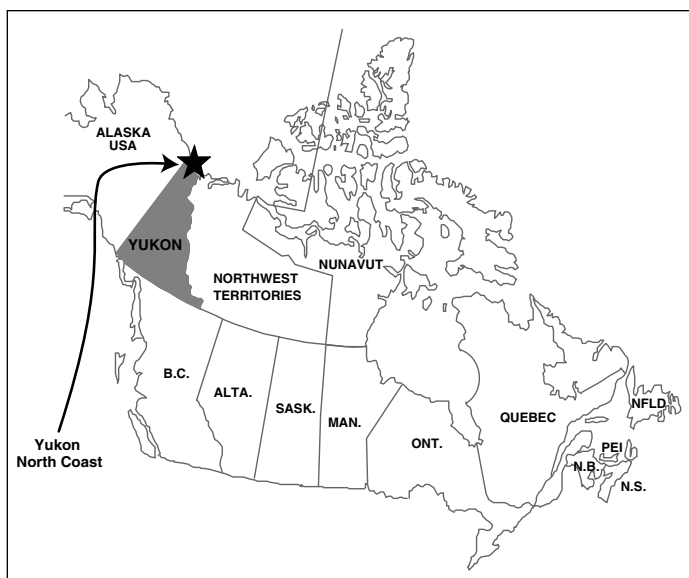 ALASKA
USA
YUKON
NUNAVUT
NORTHWEST
TERRITORIES
B.C.
ALTA.
SASK.
MAN.
ONT.
QUEBEC
NFLD
PEI
N.B.
N.S.
Yukon
North Coast